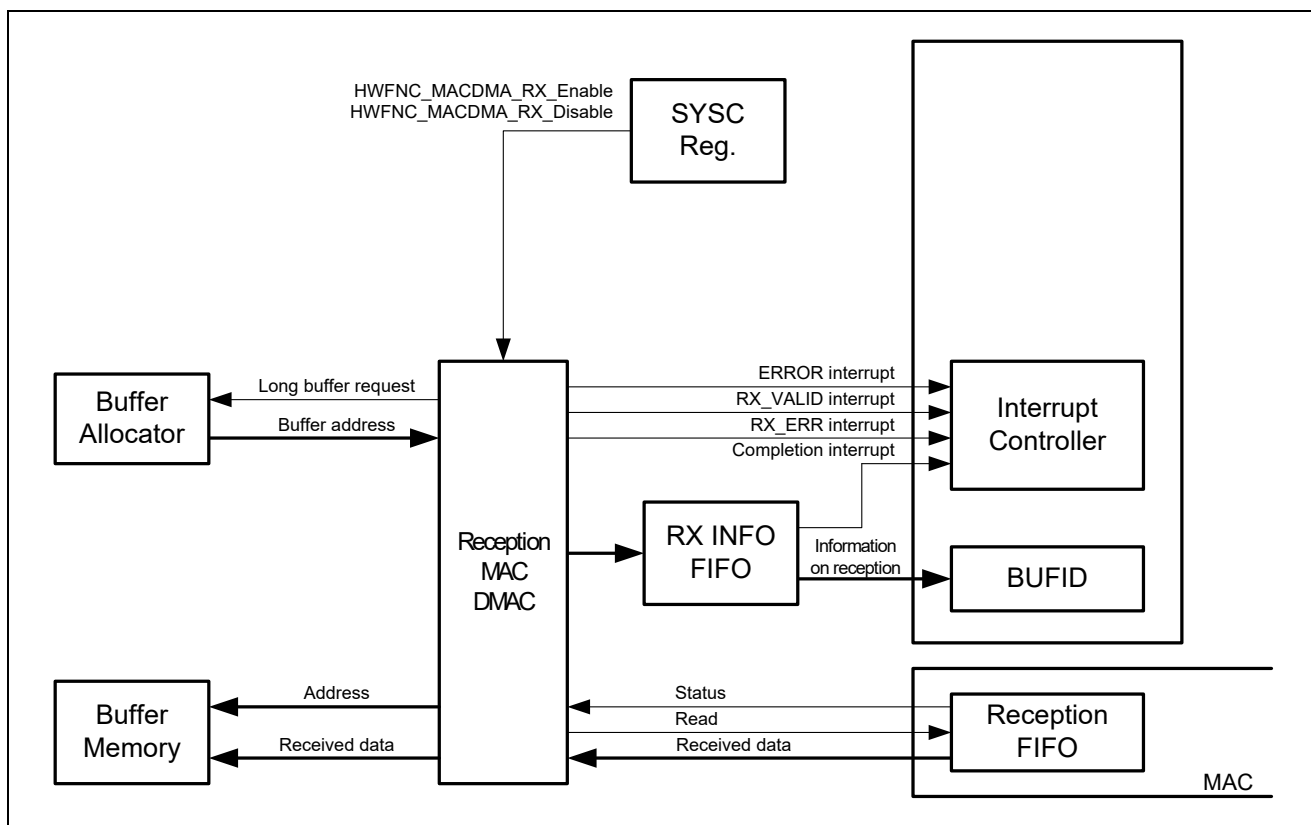 HWFNC_MACDMA_RX_Enable
HWFNC_MACDMA_RX_Disable
SYSC
Reg.
Buffer
Allocator
Long buffer request
Buffer address
ERROR interrupt
RX_VALID interrupt
RX_ERR interrupt
Completion interrupt
Interrupt
Controller
Reception
MAC
DMAC
RX INFO
FIFO
Information
on reception
BUFID
Buffer
Memory
Address
Received data
Status
Read
Received data
Reception
FIFO
MAC